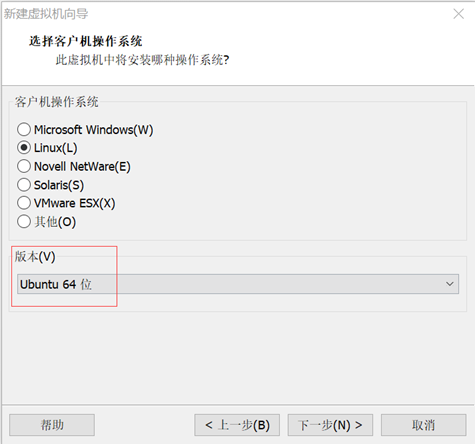 新建虚拟机向导
选择客户机操作系统
此虚拟机中将安装哪种操作系统?
客户机操作系统
Microsoft Windows(W)
Linux(L)
Novell NetWare(E)
Solaris(S)
VMware ESX(X)
其他(O)
版本(V)
Ubuntu 64 位
帮助
< 上一步(B)
下一步(N) >
取消